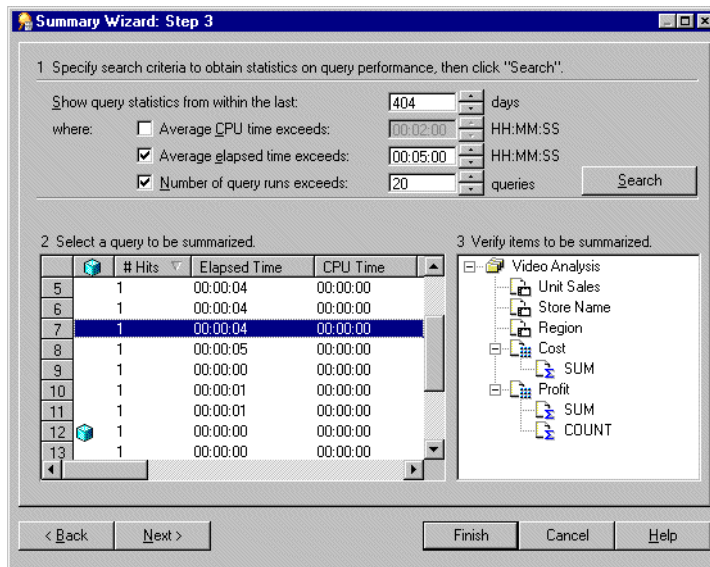 Summary Wizard: Step 3
1 Specify search criteria to obtain statistics on query performance, then click "Search".
Show query statistics from within the last: 404 days
where: Average CPU time exceeds: 00:02:00 HH:MM:SS
Average elapsed time exceeds: 00:05:00 HH:MM:SS
Number of query runs exceeds: 20 queries Search
2 Select a query to be summarized.
# Hits Elapsed Time CPU Time
5 1 00:00:04 00:00:00
6 1 00:00:04 00:00:00
7 1 00:00:04 00:00:00
8 1 00:00:05 00:00:00
9 1 00:00:00 00:00:00
10 1 00:00:01 00:00:00
11 1 00:00:01 00:00:00
12 1 00:00:00 00:00:00
13 1 00:00:00 00:00:00
3 Verify items to be summarized.
Video Analysis
Unit Sales
Store Name
Region
Cost
SUM
Profit
SUM
COUNT
< Back Next > Finish Cancel Help